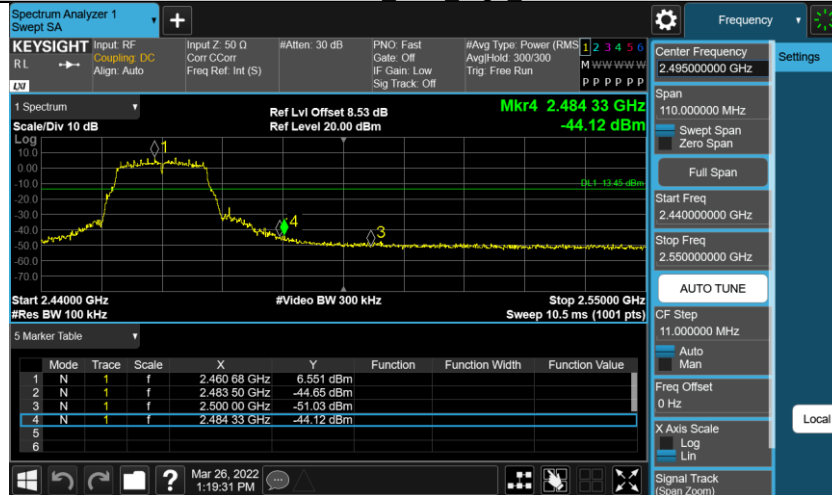 Spectrum Analyzer 1
Swept SA
Frequency
KEYSIGHT Input: RF Input Z: 50 Ω #Atten: 30 dB PNO: Fast #Avg Type: Power (RMS 1 2 3 4 5 6
RL Coupling: DC Corr CCorr Gate: Off Avg|Hold: 300/300 M W W W W W
Align: Auto Freq Ref: Int (S) IF Gain: Low Trig: Free Run
LXI Sig Track: Off P P P P P P
1 Spectrum
Scale/Div 10 dB
Ref Lvl Offset 8.53 dB
Ref Level 20.00 dBm
Mkr4 2.484 33 GHz
-44.12 dBm
Log
10.0
0.00
-10.0
-20.0
-30.0
-40.0
-50.0
-60.0
-70.0
1
4
3
DL1 -13.45 dBm
Start 2.44000 GHz #Video BW 300 kHz Stop 2.55000 GHz
#Res BW 100 kHz Sweep 10.5 ms (1001 pts)
5 Marker Table
Mode Trace Scale X Y Function Function Width Function Value
1 N 1 f 2.460 68 GHz 6.551 dBm
2 N 1 f 2.483 50 GHz -44.65 dBm
3 N 1 f 2.500 00 GHz -51.03 dBm
4 N 1 f 2.484 33 GHz -44.12 dBm
5
6
?
Mar 26, 2022
1:19:31 PM
Center Frequency
2.495000000 GHz
Settings
Span
110.000000 MHz
Swept Span
Zero Span
Full Span
Start Freq
2.440000000 GHz
Stop Freq
2.550000000 GHz
AUTO TUNE
CF Step
11.000000 MHz
Auto
Man
Freq Offset
0 Hz
Local
X Axis Scale
Log
Lin
Signal Track
(Span Zoom)